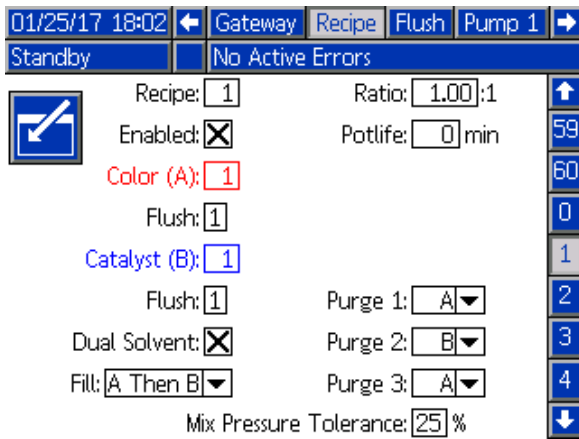 01/25/17 18:02 Gateway Recipe Flush Pump 1
Standby No Active Errors
Recipe: 1 Ratio: 1.00 :1
Enabled: Potlife: 0 min
59
Color (A): 1
60
Flush: 1
0
Catalyst (B): 1
1
Flush: 1 Purge 1: A
2
Dual Solvent: Purge 2: B
3
Fill: A Then B Purge 3: A
4
Mix Pressure Tolerance: 25 %